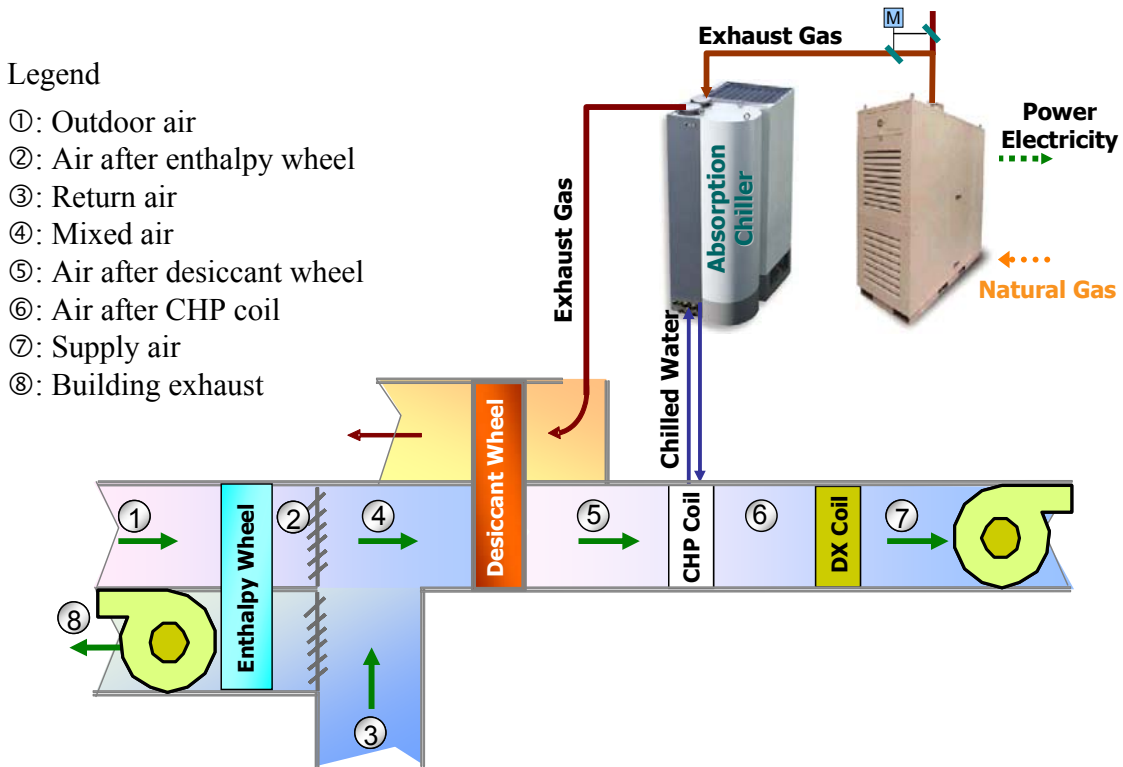 Legend
①: Outdoor air
②: Air after enthalpy wheel
③: Return air
④: Mixed air
⑤: Air after desiccant wheel
⑥: Air after CHP coil
⑦: Supply air
⑧: Building exhaust
M
Exhaust Gas
Power
Electricity
Natural Gas
Absorption
Chiller
Exhaust Gas
Chilled Water
Desiccant Wheel
Enthalpy Wheel
CHP Coil
DX Coil
1
2
4
5
6
7
8
3